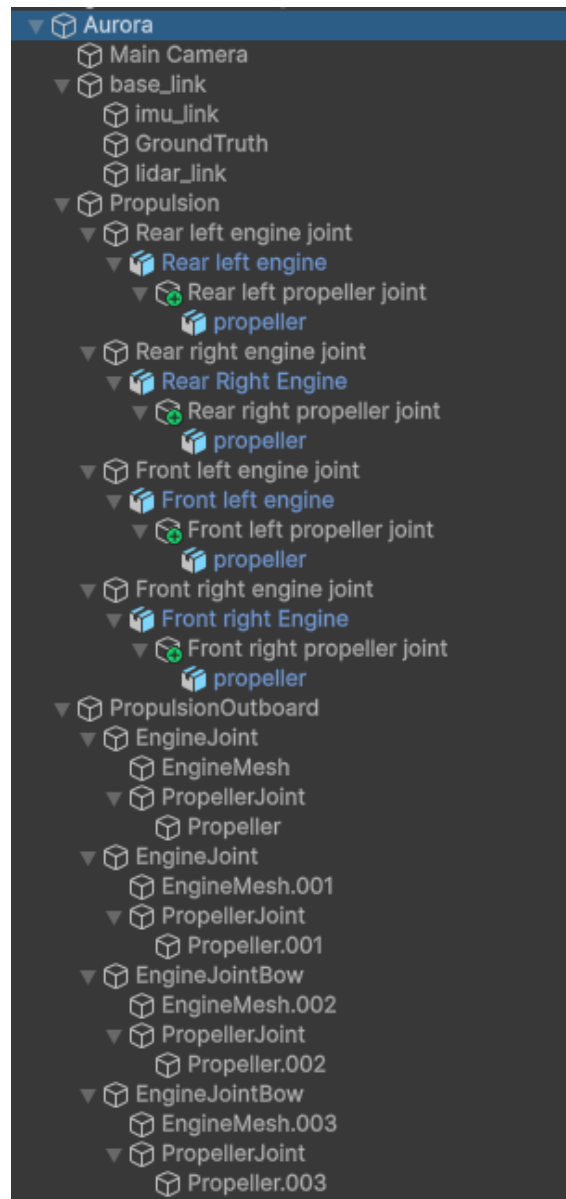 Aurora
Main Camera
base_link
imu_link
GroundTruth
lidar_link
Propulsion
Rear left engine joint
Rear left engine
Rear left propeller joint
propeller
Rear right engine joint
Rear Right Engine
Rear right propeller joint
propeller
Front left engine joint
Front left engine
Front left propeller joint
propeller
Front right engine joint
Front right Engine
Front right propeller joint
propeller
PropulsionOutboard
EngineJoint
EngineMesh
PropellerJoint
Propeller
EngineJoint
EngineMesh.001
PropellerJoint
Propeller.001
EngineJointBow
EngineMesh.002
PropellerJoint
Propeller.002
EngineJointBow
EngineMesh.003
PropellerJoint
Propeller.003